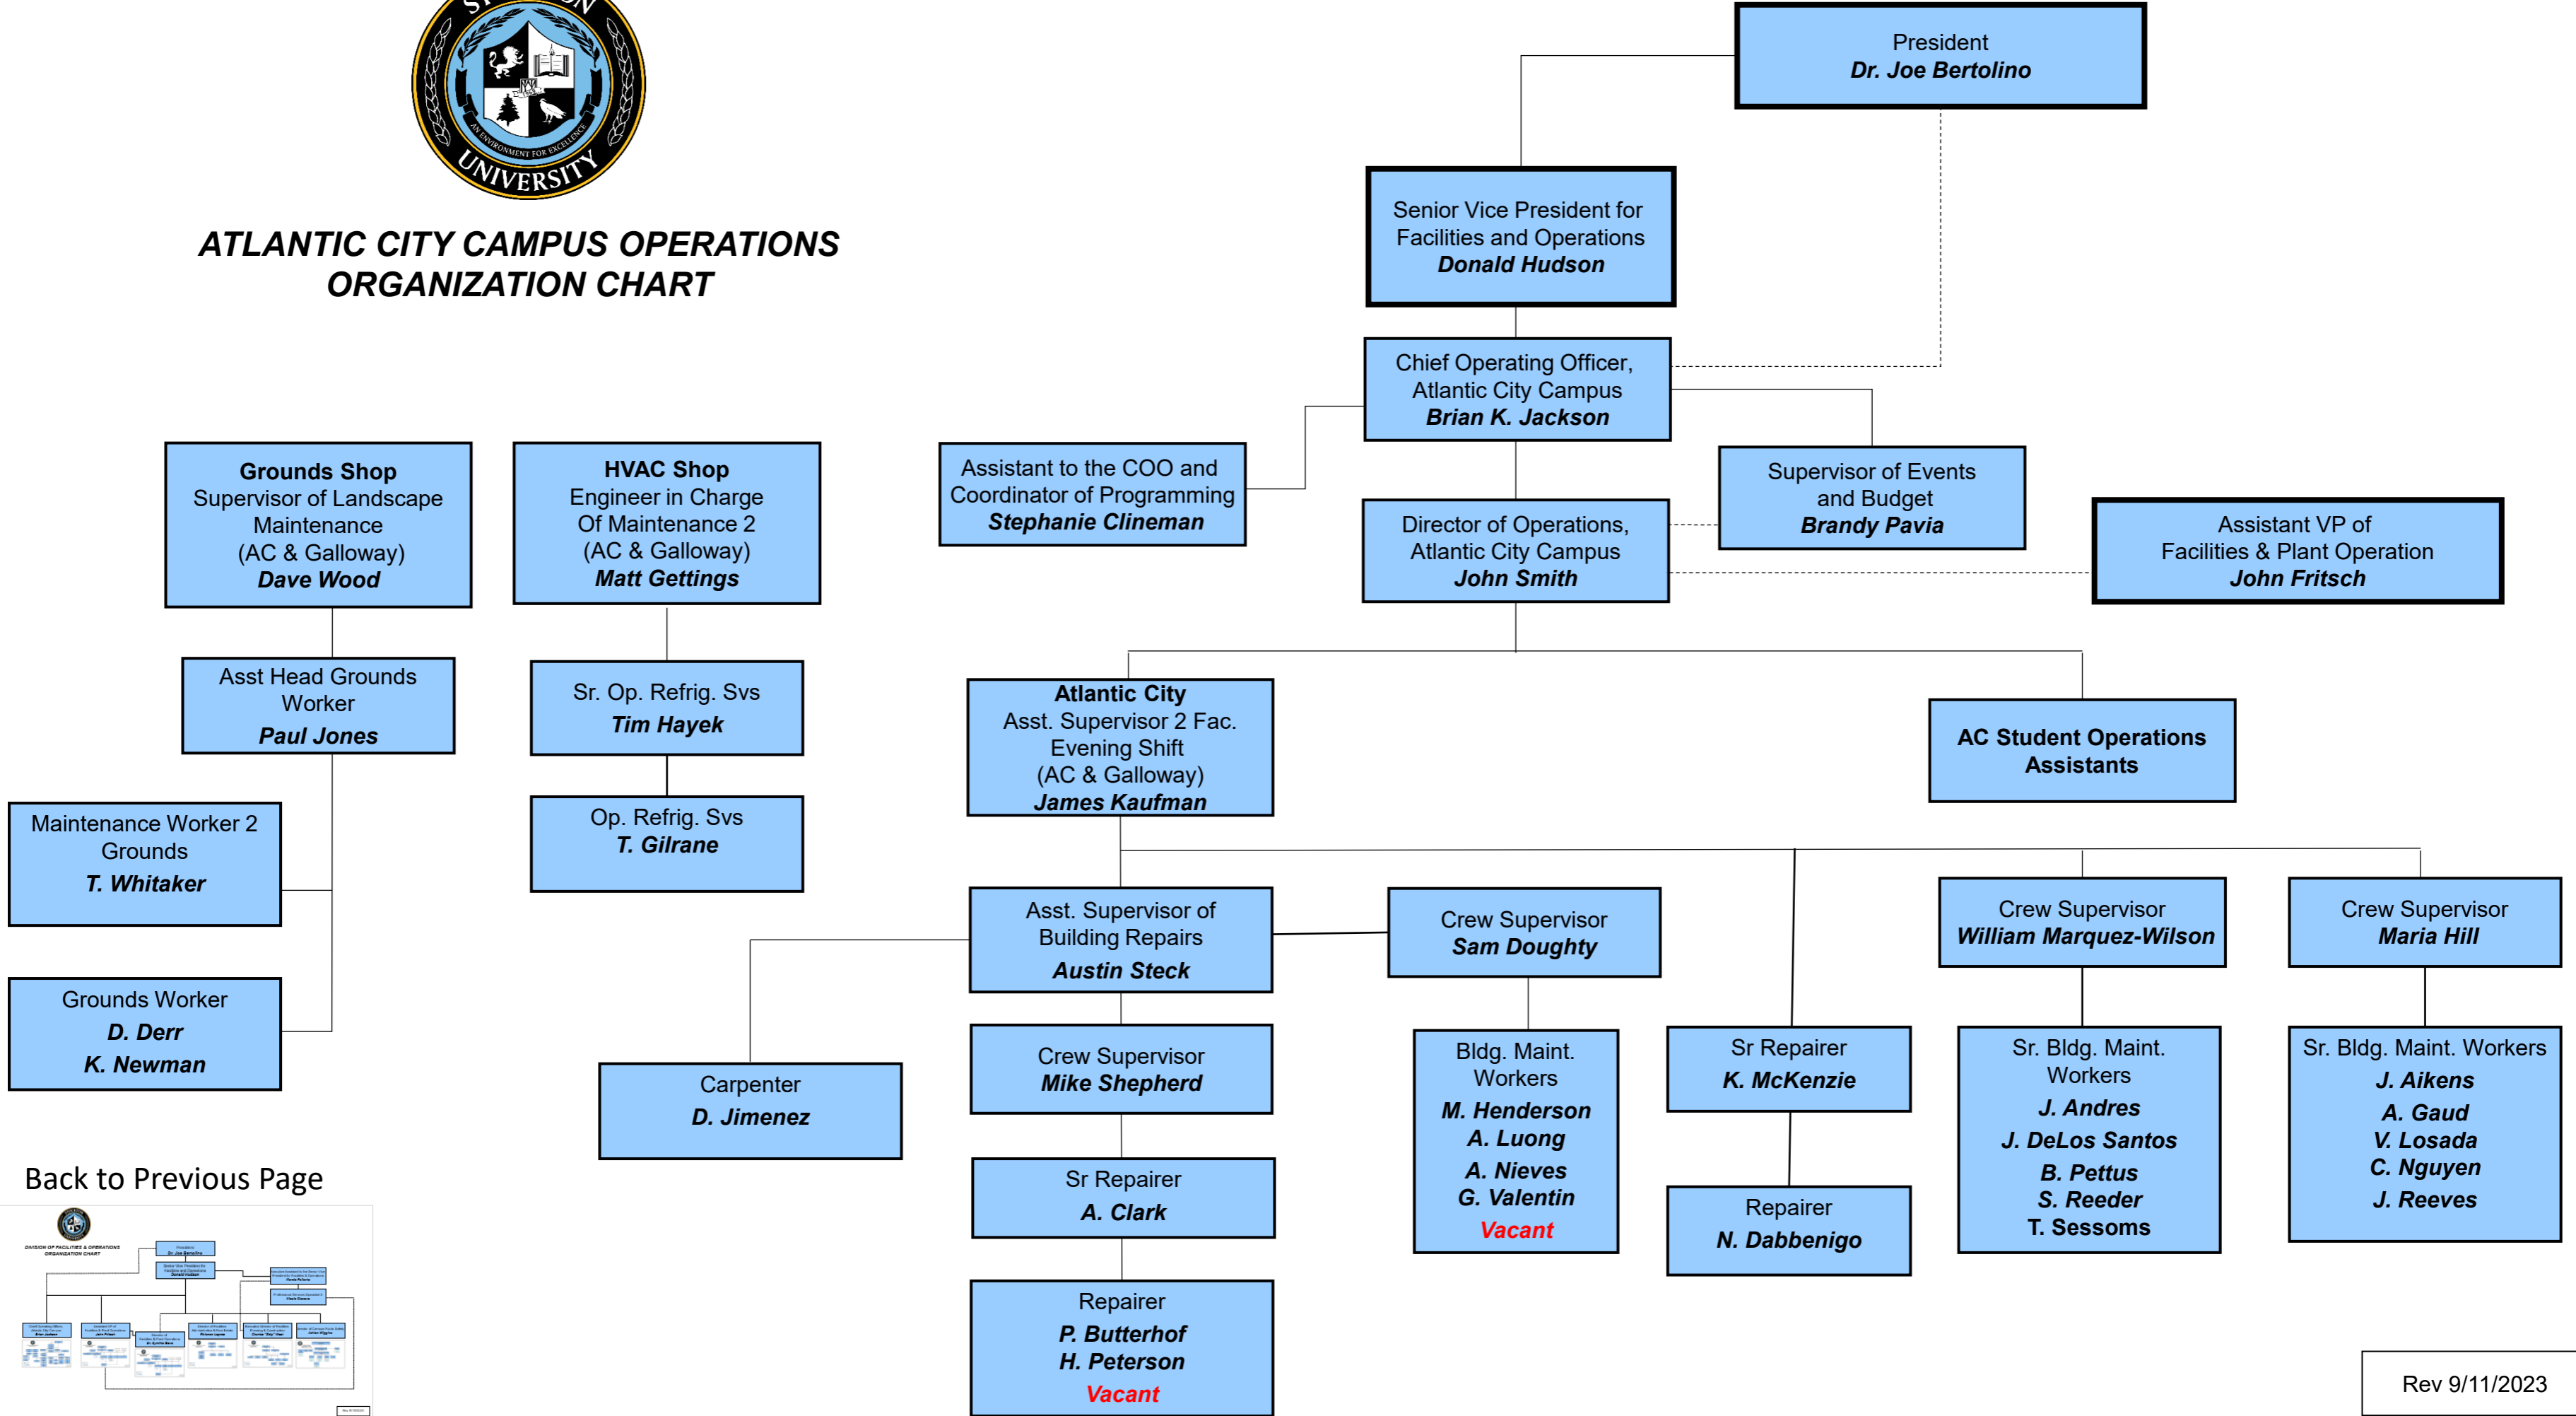 UNIVERSITY
AN ENVIRONMENT FOR EXCELLENCE
ATLANTIC CITY CAMPUS OPERATIONS
ORGANIZATION CHART
President
Dr. Joe Bertolino
Senior Vice President for
Facilities and Operations
Donald Hudson
Chief Operating Officer,
Atlantic City Campus
Brian K. Jackson
Assistant to the COO and
Coordinator of Programming
Stephanie Clineman
Supervisor of Events
and Budget
Brandy Pavia
Director of Operations,
Atlantic City Campus
John Smith
Assistant VP of
Facilities & Plant Operation
John Fritsch
Grounds Shop
Supervisor of Landscape
Maintenance
(AC & Galloway)
Dave Wood
HVAC Shop
Engineer in Charge
Of Maintenance 2
(AC & Galloway)
Matt Gettings
Asst Head Grounds
Worker
Paul Jones
Sr. Op. Refrig. Svs
Tim Hayek
Op. Refrig. Svs
T. Gilrane
Maintenance Worker 2
Grounds
T. Whitaker
Grounds Worker
D. Derr
K. Newman
Atlantic City
Asst. Supervisor 2 Fac.
Evening Shift
(AC & Galloway)
James Kaufman
AC Student Operations
Assistants
Asst. Supervisor of
Building Repairs
Austin Steck
Crew Supervisor
Sam Doughty
Crew Supervisor
William Marquez-Wilson
Crew Supervisor
Maria Hill
Carpenter
D. Jimenez
Crew Supervisor
Mike Shepherd
Sr Repairer
A. Clark
Repairer
P. Butterhof
H. Peterson
Vacant
Bldg. Maint.
Workers
M. Henderson
A. Luong
A. Nieves
G. Valentin
Vacant
Sr Repairer
K. McKenzie
Repairer
N. Dabbenigo
Sr. Bldg. Maint.
Workers
J. Andres
J. DeLos Santos
B. Pettus
S. Reeder
T. Sessoms
Sr. Bldg. Maint. Workers
J. Aikens
A. Gaud
V. Losada
C. Nguyen
J. Reeves
Back to Previous Page
DIVISION OF FACILITIES & OPERATIONS
ORGANIZATION CHART
Rev 9/11/2023